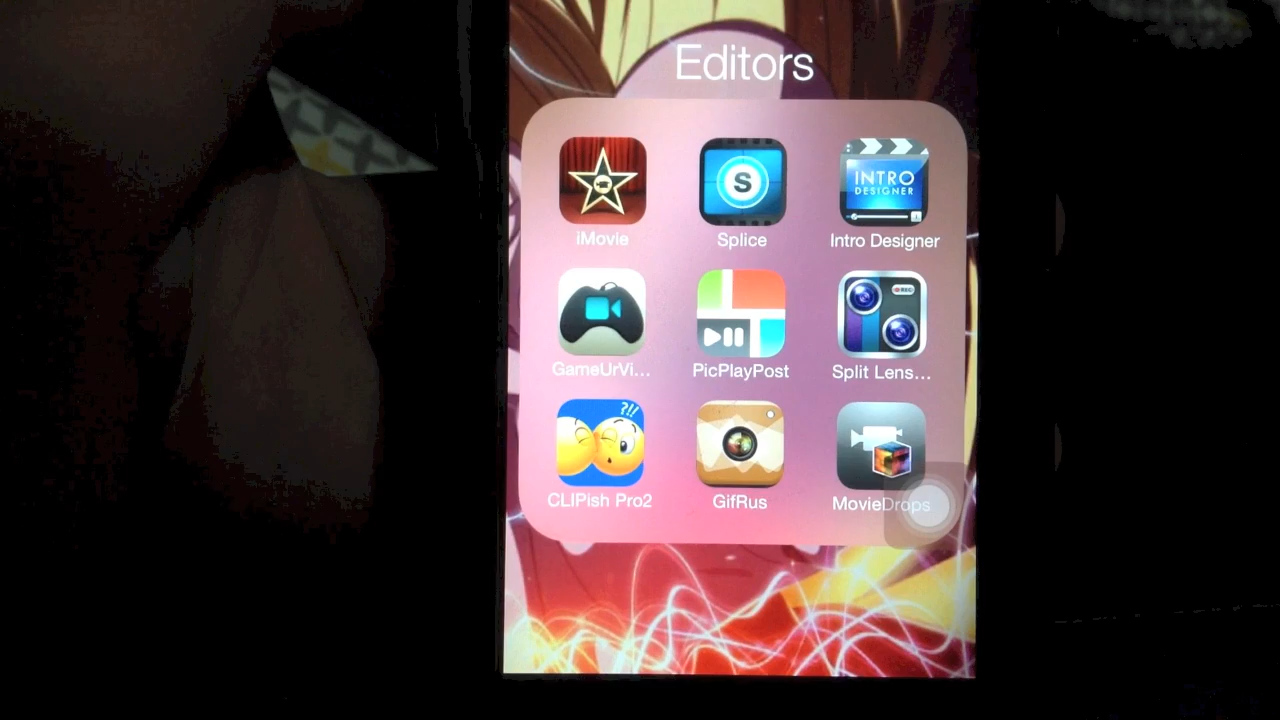 Editors
S
INTRO
DESIGNER
iMovie
Splice
Intro Designer
GameUrVi...
PicPlayPost
Split Lens...
?!!
CLIPish Pro2
GifRus
MovieDrops